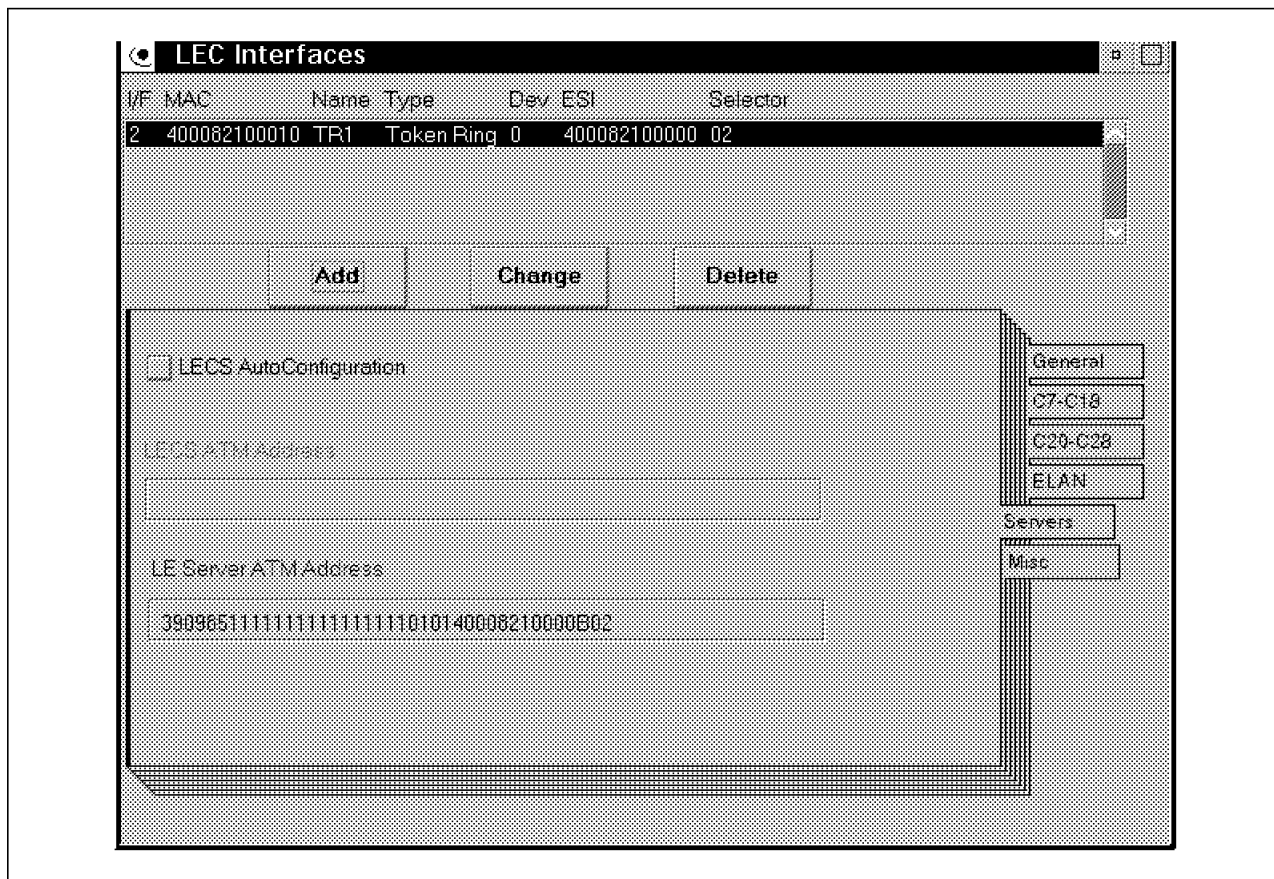 LEC Interfaces
I/F MAC Name Type Dev ESI Selector
2 400082100010 TR1 Token Ring 0 400082100000 02
Add Change Delete
LECS AutoConfiguration
General
C7-C18
LECS ATM Address
C20-C28
ELAN
Servers
LE Server ATM Address
Misc